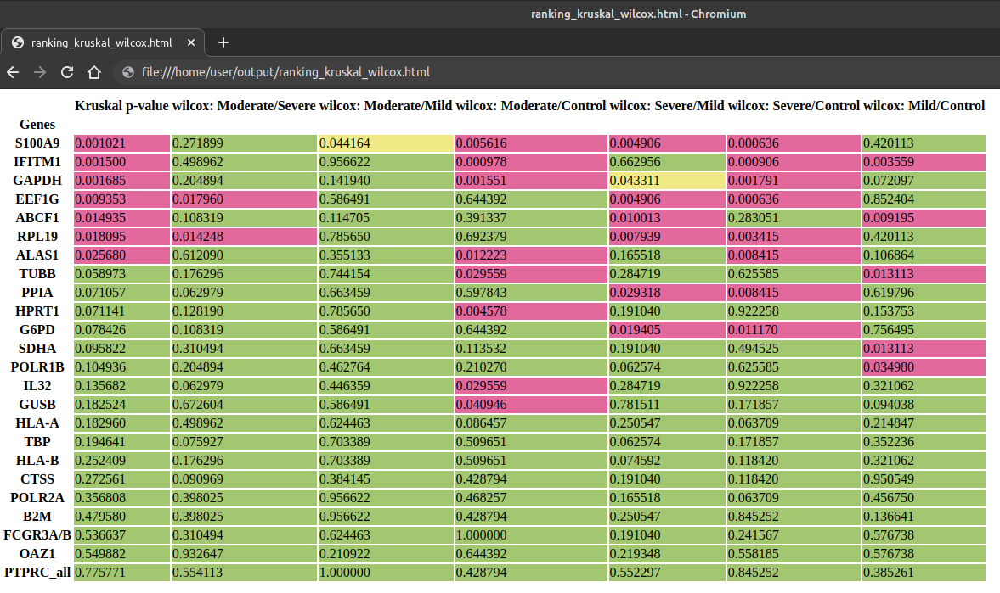 ranking_kruskal_wilcox.html - Chromium
ranking_kruskal_wilcox.html
file:///home/user/output/ranking_kruskal_wilcox.html
Kruskal p-value wilcox: Moderate/Severe wilcox: Moderate/Mild wilcox: Moderate/Control wilcox: Severe/Mild wilcox: Severe/Control wilcox: Mild/Control
Genes
S100A9 0.001021 0.271899 0.044164 0.005616 0.004906 0.000636 0.420113
IFITM1 0.001500 0.498962 0.956622 0.000978 0.662956 0.000906 0.003559
GAPDH 0.001685 0.204894 0.141940 0.001551 0.043311 0.001791 0.072097
EEF1G 0.009353 0.017960 0.586491 0.644392 0.004906 0.000636 0.852404
ABCF1 0.014935 0.108319 0.114705 0.391337 0.010013 0.283051 0.009195
RPL19 0.018095 0.014248 0.785650 0.692379 0.007939 0.003415 0.420113
ALAS1 0.025680 0.612090 0.355133 0.012223 0.165518 0.008415 0.106864
TUBB 0.058973 0.176296 0.744154 0.029559 0.284719 0.625585 0.013113
PPIA 0.071057 0.062979 0.663459 0.597843 0.029318 0.008415 0.619796
HPRT1 0.071141 0.128190 0.785650 0.004578 0.191040 0.922258 0.153753
G6PD 0.078426 0.108319 0.586491 0.644392 0.019405 0.011170 0.756495
SDHA 0.095822 0.310494 0.663459 0.113532 0.191040 0.494525 0.013113
POLR1B 0.104936 0.204894 0.462764 0.210270 0.062574 0.625585 0.034980
IL32 0.135682 0.062979 0.446359 0.029559 0.284719 0.922258 0.321062
GUSB 0.182524 0.672604 0.586491 0.040946 0.781511 0.171857 0.094038
HLA-A 0.182960 0.498962 0.624463 0.086457 0.250547 0.063709 0.214847
TBP 0.194641 0.075927 0.703389 0.509651 0.062574 0.171857 0.352236
HLA-B 0.252409 0.176296 0.703389 0.509651 0.074592 0.118420 0.321062
CTSS 0.272561 0.090969 0.384145 0.428794 0.191040 0.118420 0.950549
POLR2A 0.356808 0.398025 0.956622 0.468257 0.165518 0.063709 0.456750
B2M 0.479580 0.398025 0.956622 0.428794 0.250547 0.845252 0.136641
FCGR3A/B 0.536637 0.310494 0.624463 1.000000 0.191040 0.241567 0.576738
OAZ1 0.549882 0.932647 0.210922 0.644392 0.219348 0.558185 0.576738
PTPRC_all 0.775771 0.554113 1.000000 0.428794 0.552297 0.845252 0.385261